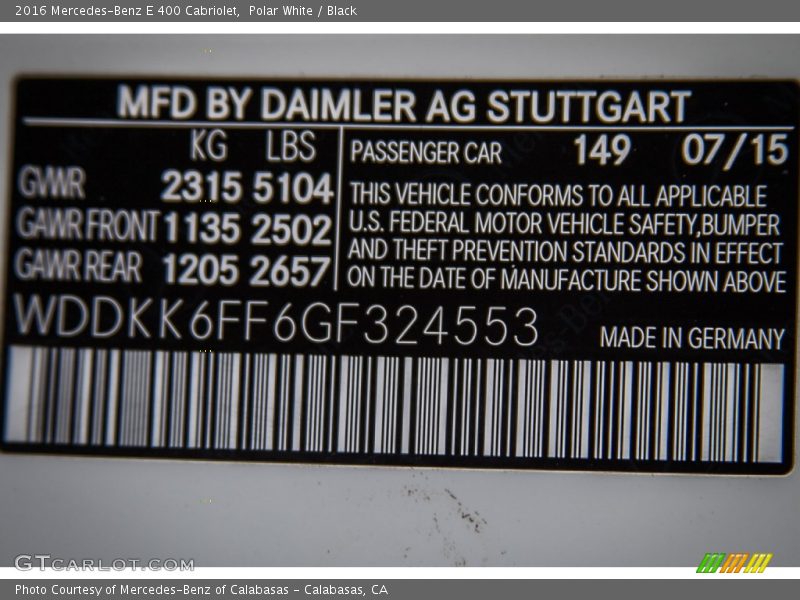 2016 Mercedes-Benz E 400 Cabriolet, Polar White / Black
MFD BY DAIMLER AG STUTTGART
KG LBS
GVWR 2315 5104
GAWR FRONT 1135 2502
GAWR REAR 1205 2657
PASSENGER CAR 149 07/15
THIS VEHICLE CONFORMS TO ALL APPLICABLE
U.S. FEDERAL MOTOR VEHICLE SAFETY,BUMPER
AND THEFT PREVENTION STANDARDS IN EFFECT
ON THE DATE OF MANUFACTURE SHOWN ABOVE
WDDKK6FF6GF324553
MADE IN GERMANY
GTCARLOT.COM
Photo Courtesy of Mercedes-Benz of Calabasas - Calabasas, CA